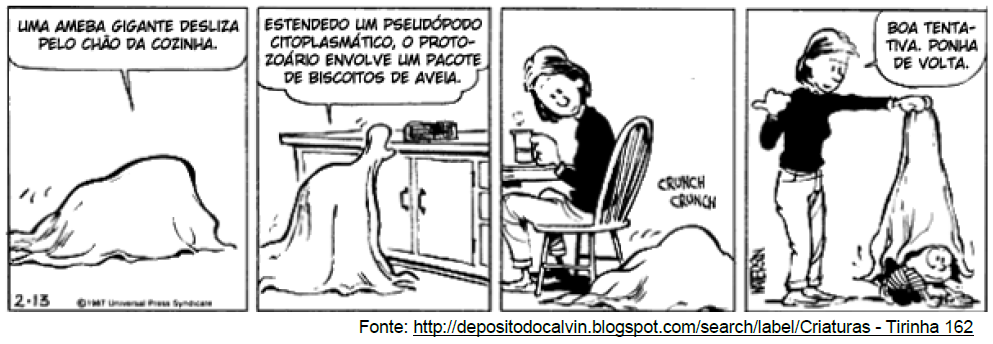 UMA AMEBA GIGANTE DESLIZA
PELO CHÃO DA COZINHA.
2-13
©1987 Universal Press Syndicate
ESTENDEDO UM PSEUDÓPODO
CITOPLASMÁTICO, O PROTO-
ZOÁRIO ENVOLVE UM PACOTE
DE BISCOITOS DE AVEIA.
CRUNCH
CRUNCH
BOA TENTA-
TIVA. PONHA
DE VOLTA.
WATTERSON
Fonte: http://depositodocalvin.blogspot.com/search/label/Criaturas - Tirinha 162